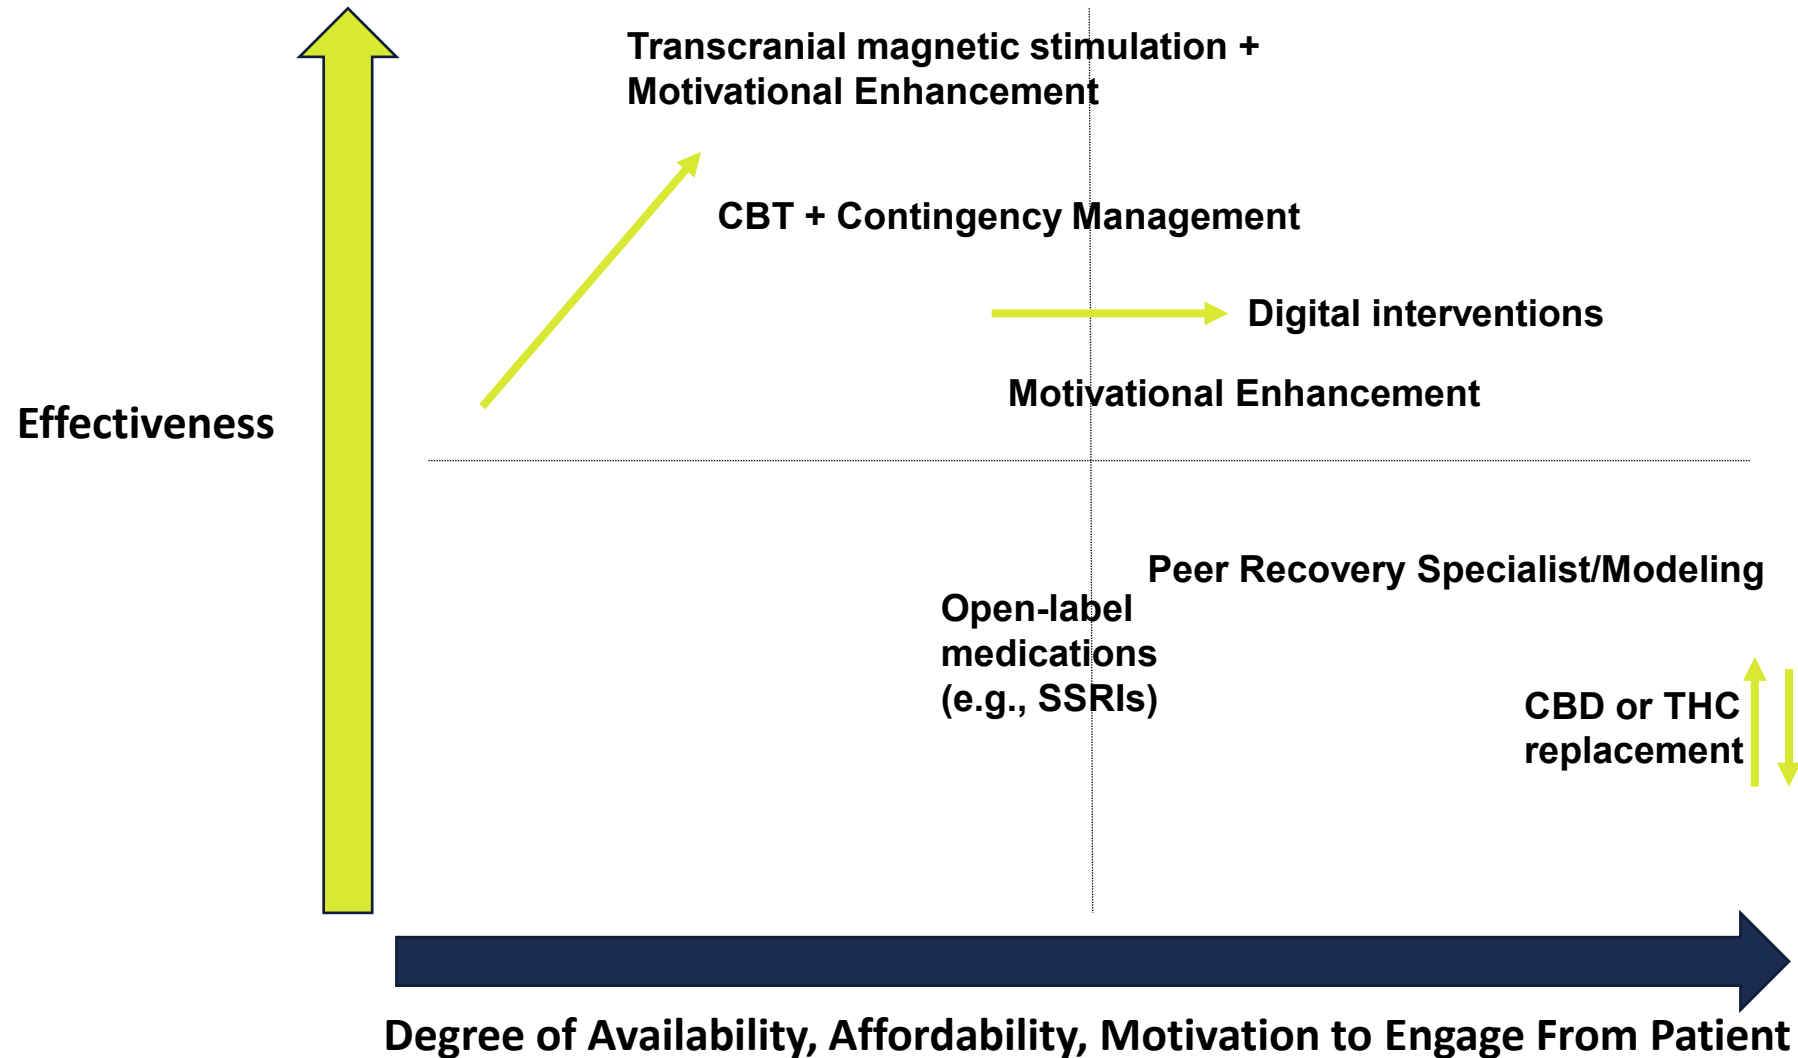 Transcranial magnetic stimulation +
Motivational Enhancement
CBT + Contingency Management
Digital interventions
Motivational Enhancement
Effectiveness
Peer Recovery Specialist/Modeling
Open-label
medications
(e.g., SSRIs)
CBD or THC
replacement
Degree of Availability, Affordability, Motivation to Engage From Patient